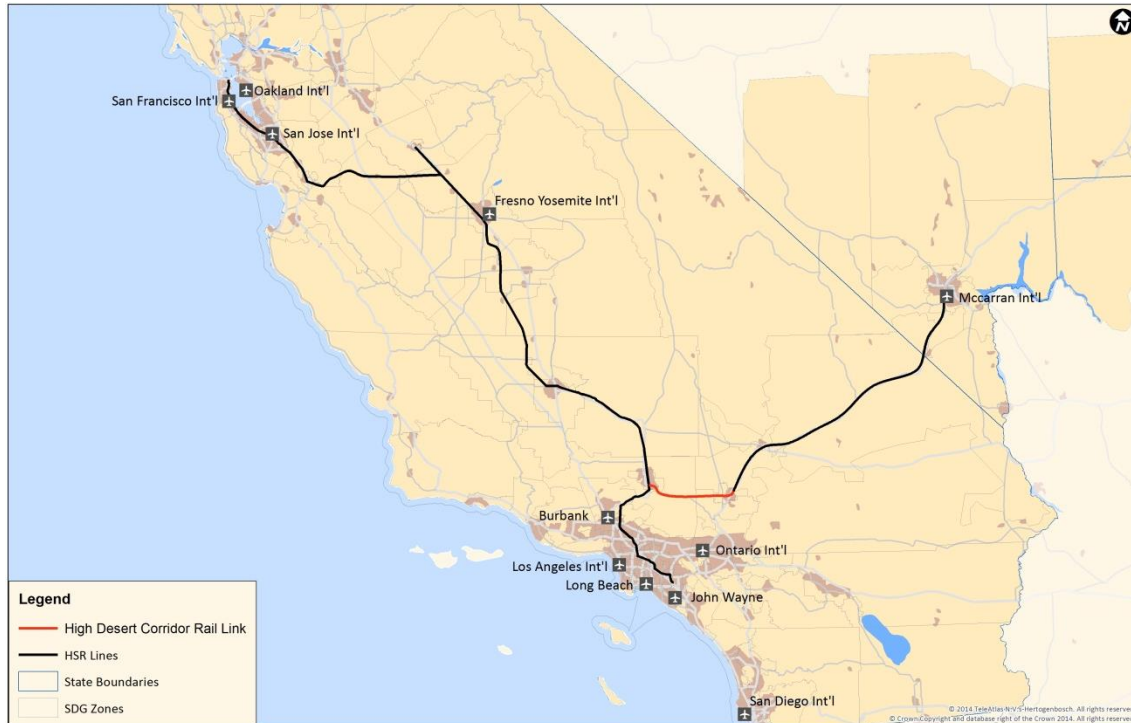 N
Oakland Int'l
San Francisco Int'l
San Jose Int'l
Fresno Yosemite Int'l
Mccarran Int'l
Burbank
Ontario Int'l
Los Angeles Int'l
Long Beach
John Wayne
San Diego Int'l
Legend
High Desert Corridor Rail Link
HSR Lines
State Boundaries
SDG Zones
© 2014 TeleAtlas N.V.'s-Hertogenbosch. All rights reserve
© Crown Copyright and database right of the Crown 2014. All rights reserve